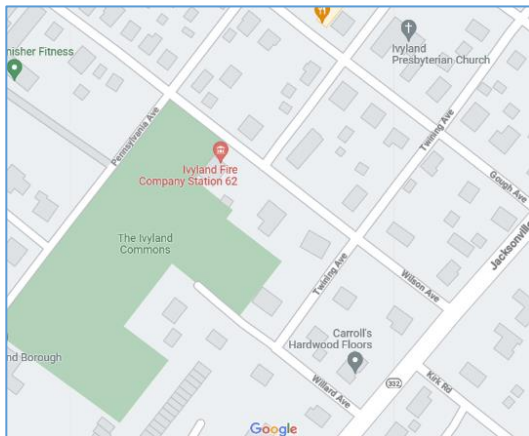 nisher Fitness
Ivyland
Presbyterian Church
Pennsylvania Ave
Twining Ave
Ivyland Fire
Company Station 62
Gough Ave
The Ivyland
Commons
Jacksonville
Twining Ave
Wilson Ave
Carroll's
Hardwood Floors
nd Borough
332
Kirk Rd
Willard Ave
Google